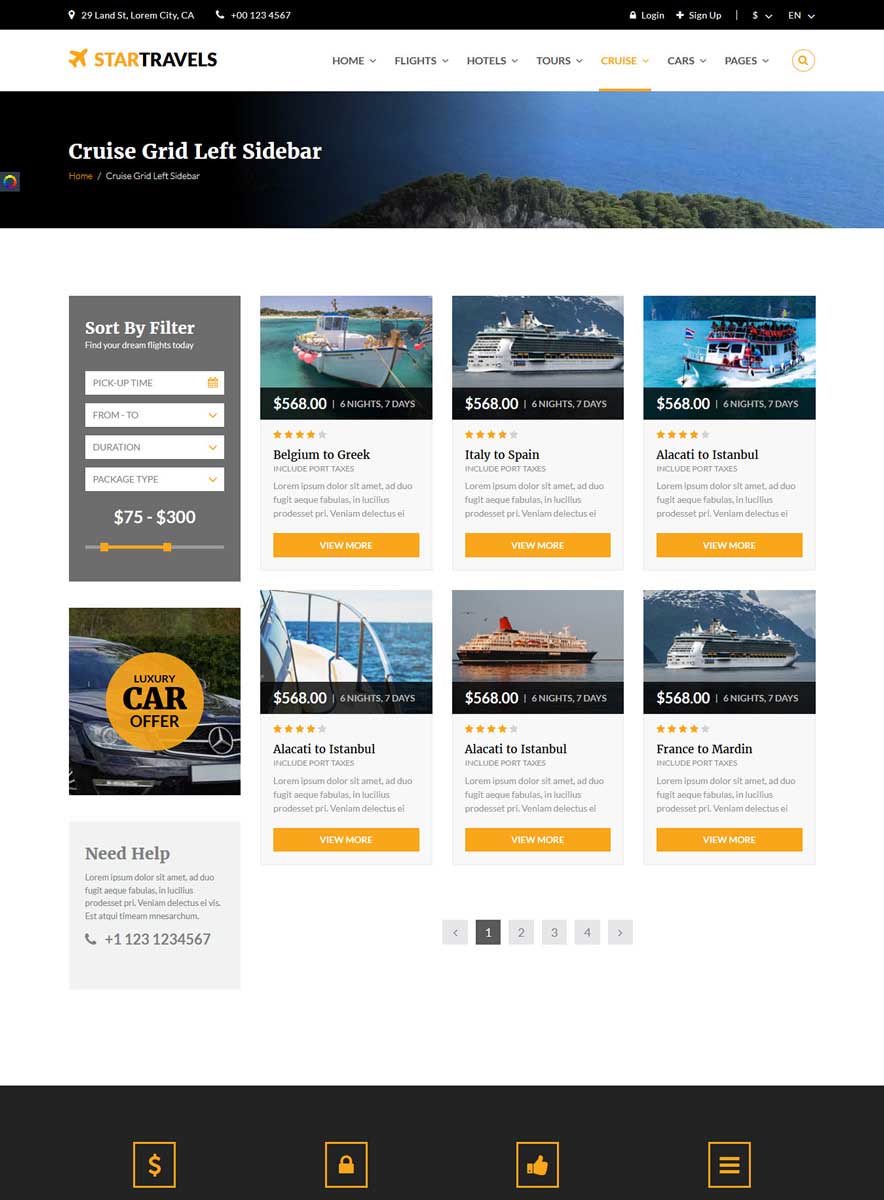 29 Land St, Lorem City, CA
+00 123 4567
Login
Sign Up
|
$
EN
STARTRAVELS
HOME
FLIGHTS
HOTELS
TOURS
CRUISE
CARS
PAGES
Cruise Grid Left Sidebar
Home / Cruise Grid Left Sidebar
Sort By Filter
Find your dream flights today
PICK-UP TIME
FROM - TO
DURATION
PACKAGE TYPE
$75 - $300
LUXURY
CAR
OFFER
Need Help
Lorem ipsum dolor sit amet, ad duo
fugit aeque fabulas, in lucilius
prodesset pri. Veniam delectus ei vis.
Est atqui timeam mnesarchum.
+1 123 1234567
$568.00 | 6 NIGHTS, 7 DAYS
Belgium to Greek
INCLUDE PORT TAXES
Lorem ipsum dolor sit amet, ad duo
fugit aeque fabulas, in lucilius
prodesset pri. Veniam delectus ei
VIEW MORE
$568.00 | 6 NIGHTS, 7 DAYS
Italy to Spain
INCLUDE PORT TAXES
Lorem ipsum dolor sit amet, ad duo
fugit aeque fabulas, in lucilius
prodesset pri. Veniam delectus ei
VIEW MORE
$568.00 | 6 NIGHTS, 7 DAYS
Alacati to Istanbul
INCLUDE PORT TAXES
Lorem ipsum dolor sit amet, ad duo
fugit aeque fabulas, in lucilius
prodesset pri. Veniam delectus ei
VIEW MORE
$568.00 | 6 NIGHTS, 7 DAYS
Alacati to Istanbul
INCLUDE PORT TAXES
Lorem ipsum dolor sit amet, ad duo
fugit aeque fabulas, in lucilius
prodesset pri. Veniam delectus ei
VIEW MORE
$568.00 | 6 NIGHTS, 7 DAYS
Alacati to Istanbul
INCLUDE PORT TAXES
Lorem ipsum dolor sit amet, ad duo
fugit aeque fabulas, in lucilius
prodesset pri. Veniam delectus ei
VIEW MORE
$568.00 | 6 NIGHTS, 7 DAYS
France to Mardin
INCLUDE PORT TAXES
Lorem ipsum dolor sit amet, ad duo
fugit aeque fabulas, in lucilius
prodesset pri. Veniam delectus ei
VIEW MORE
< 1 2 3 4 >
$